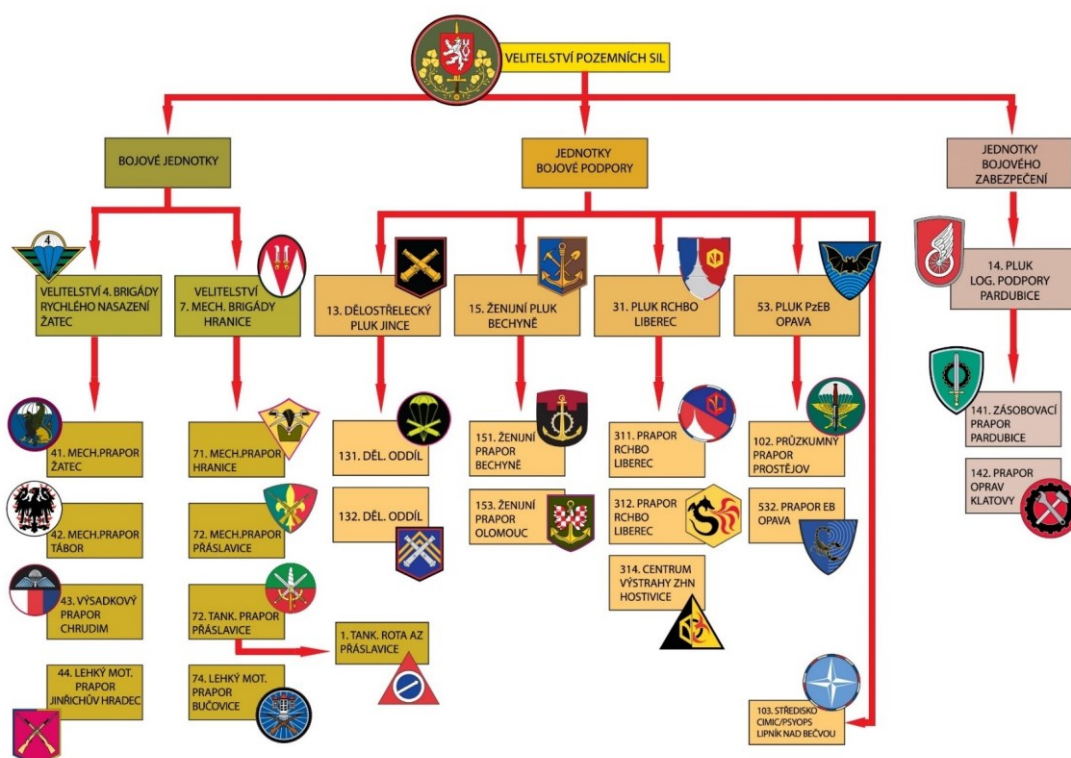 VELITELSTVÍ POZEMNÍCH SIL
BOJOVÉ JEDNOTKY
JEDNOTKY
BOJOVÉ PODPORY
JEDNOTKY
BOJOVÉHO
ZABEZPEČENÍ
4
VELITELSTVÍ 4. BRIGÁDY
RYCHLÉHO NASAZENÍ
ŽATEC
VELITELSTVÍ
7. MECH. BRIGÁDY
HRANICE
13. DĚLOSTŘELECKÝ
PLUK JINCE
15. ŽENIJNÍ PLUK
BECHYNĚ
31. PLUK RCHBO
LIBEREC
53. PLUK PzEB
OPAVA
14. PLUK
LOG. PODPORY
PARDUBICE
41. MECH.PRAPOR
ŽATEC
42. MECH.PRAPOR
TÁBOR
43. VÝSADKOVÝ
PRAPOR
CHRUDIM
44. LEHKÝ MOT.
PRAPOR
JINŘICHŮV HRADEC
71. MECH.PRAPOR
HRANICE
72. MECH.PRAPOR
PŘÁSLAVICE
72. TANK. PRAPOR
PŘÁSLAVICE
74. LEHKÝ MOT.
PRAPOR
BUČOVICE
1. TANK. ROTA AZ
PŘÁSLAVICE
131. DĚL. ODDÍL
132. DĚL. ODDÍL
151. ŽENIJNÍ
PRAPOR
BECHYNĚ
153. ŽENIJNÍ
PRAPOR
OLOMOUC
311. PRAPOR
RCHBO
LIBEREC
312. PRAPOR
RCHBO
LIBEREC
314. CENTRUM
VÝSTRAHY ZHN
HOSTIVICE
102. PRŮZKUMNÝ
PRAPOR
PROSTĚJOV
532. PRAPOR EB
OPAVA
103. STŘEDISKO
CIMIC/PSYOPS
LIPNÍK NAD BEČVOU
141. ZÁSOBOVACÍ
PRAPOR
PARDUBICE
142. PRAPOR
OPRAV
KLATOVY